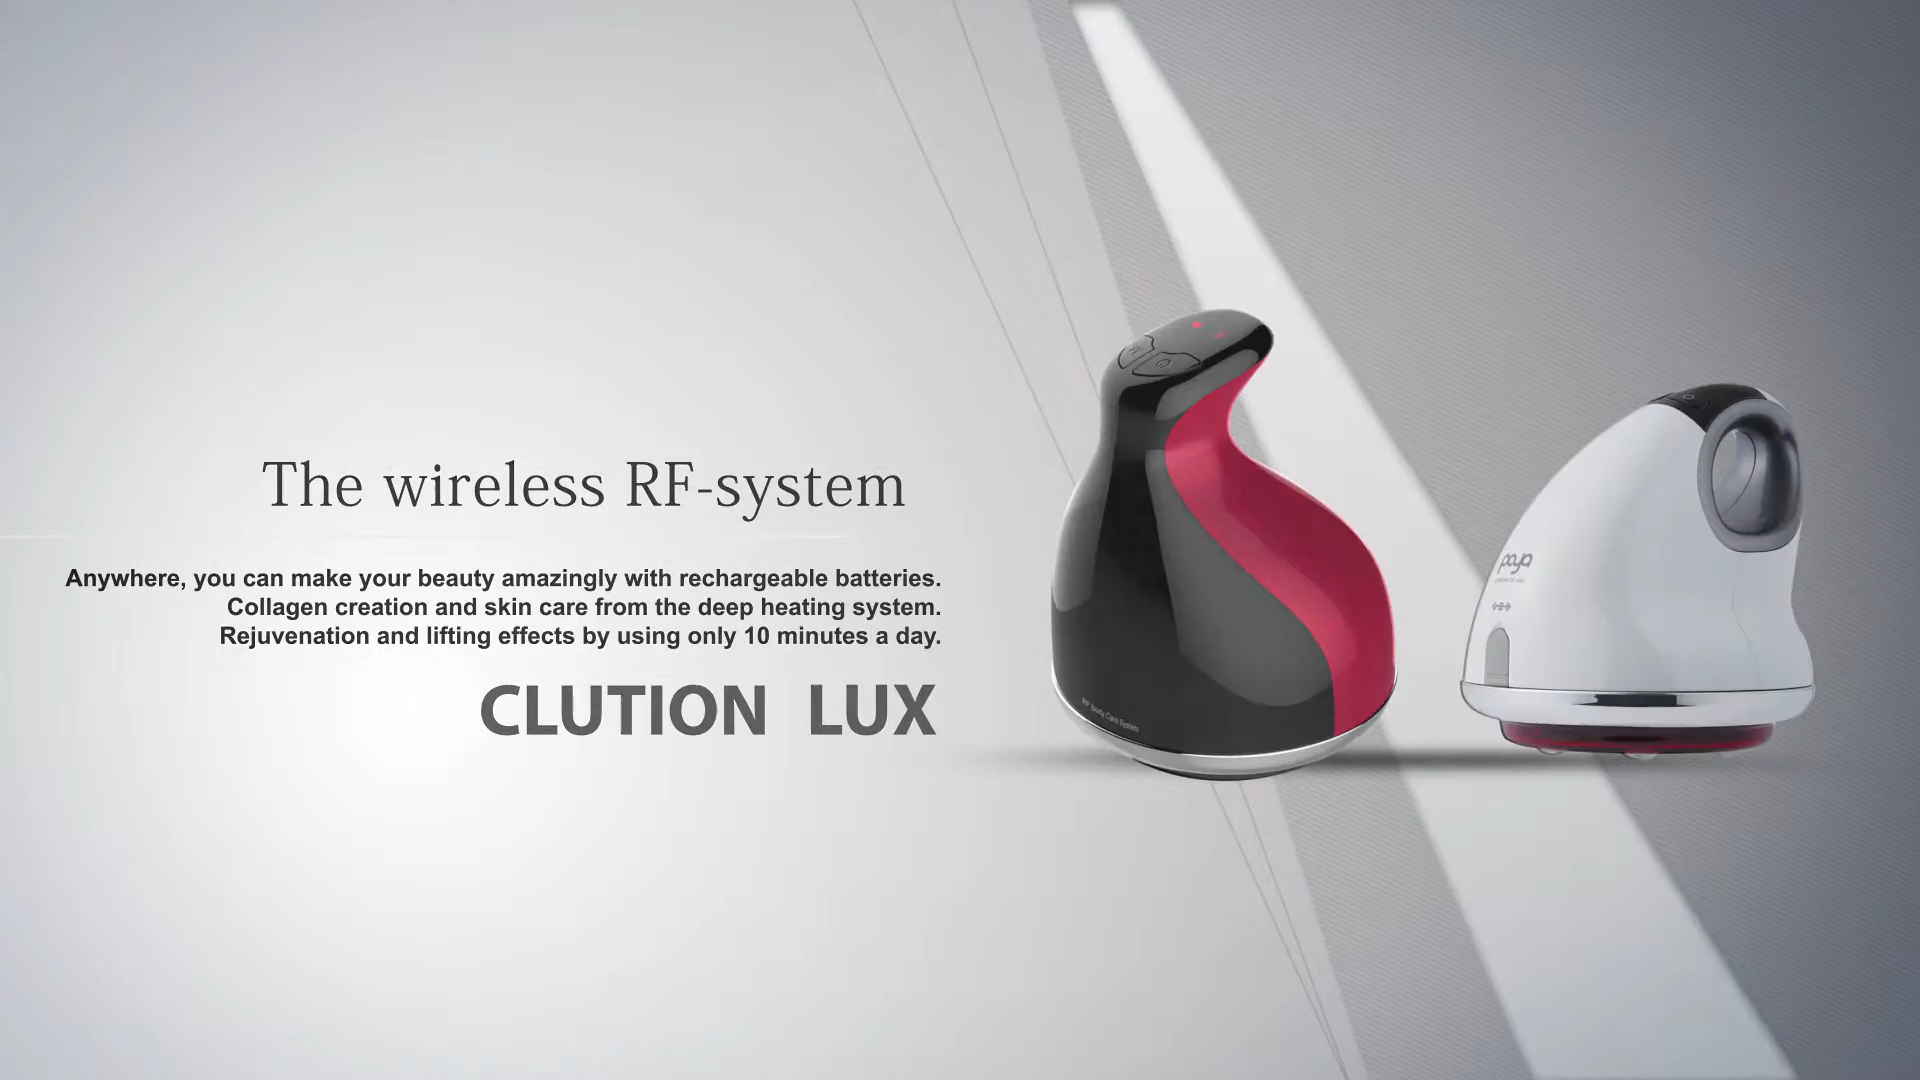 The wireless RF-system
Anywhere, you can make your beauty amazingly with rechargeable batteries.
Collagen creation and skin care from the deep heating system.
Rejuvenation and lifting effects by using only 10 minutes a day.
CLUTION LUX
RF Body Care System
poya